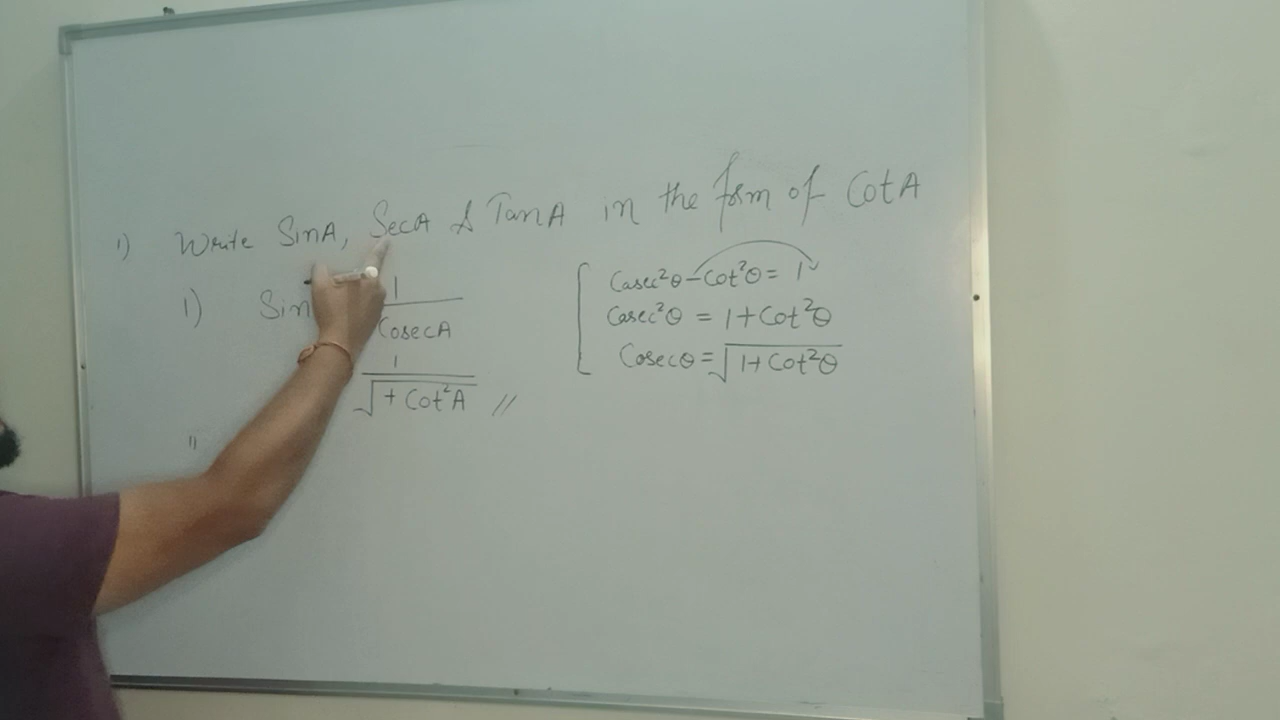 1) Write SinA, SecA & TanA in the form of CotA
1) Sin 1
CosecA
1
√+ Cot²A //
Cosec²θ-Cot²θ= 1
Cosec²θ = 1+Cot²θ
Cosecθ=√1+Cot²θ
11